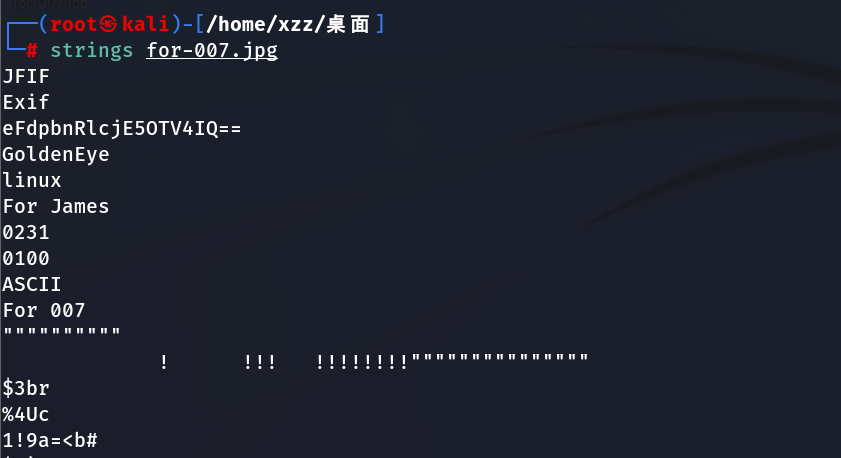 ┌──(root㉿kali)-[/home/xzz/桌面]
└─# strings for-007.jpg
JFIF
Exif
eFdpbnRlcjE5OTV4IQ==
GoldenEye
linux
For James
0231
0100
ASCII
For 007
""""""""""
! !!! !!!!!!!!"""""""""""""""
$3br
%4Uc
1!9a=<b#